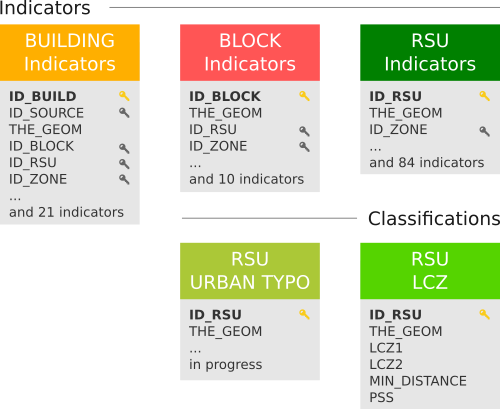 Indicators
BUILDING
Indicators
ID_BUILD
ID_SOURCE
THE_GEOM
ID_BLOCK
ID_RSU
ID_ZONE
...
and 21 indicators
BLOCK
Indicators
ID_BLOCK
THE_GEOM
ID_RSU
ID_ZONE
...
and 10 indicators
RSU
Indicators
ID_RSU
THE_GEOM
ID_ZONE
...
and 84 indicators
Classifications
RSU
URBAN TYPO
ID_RSU
THE_GEOM
...
in progress
RSU
LCZ
ID_RSU
THE_GEOM
LCZ1
LCZ2
MIN_DISTANCE
PSS